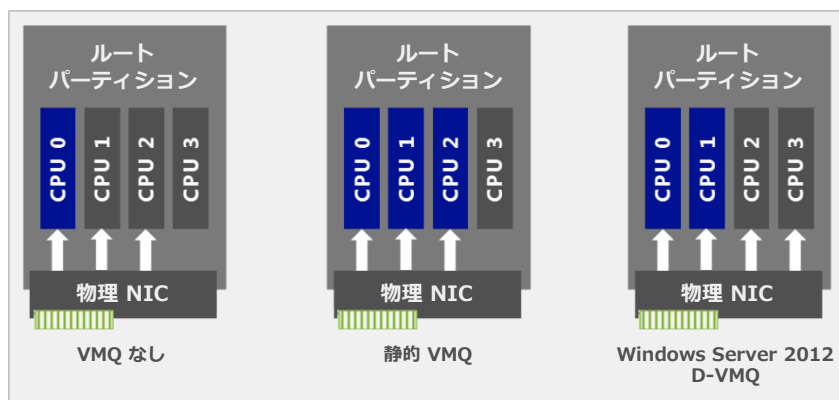 ルート
パーティション
CPU 0
CPU 1
CPU 2
CPU 3
物理 NIC
VMQ なし
ルート
パーティション
CPU 0
CPU 1
CPU 2
CPU 3
物理 NIC
静的 VMQ
ルート
パーティション
CPU 0
CPU 1
CPU 2
CPU 3
物理 NIC
Windows Server 2012
D-VMQ